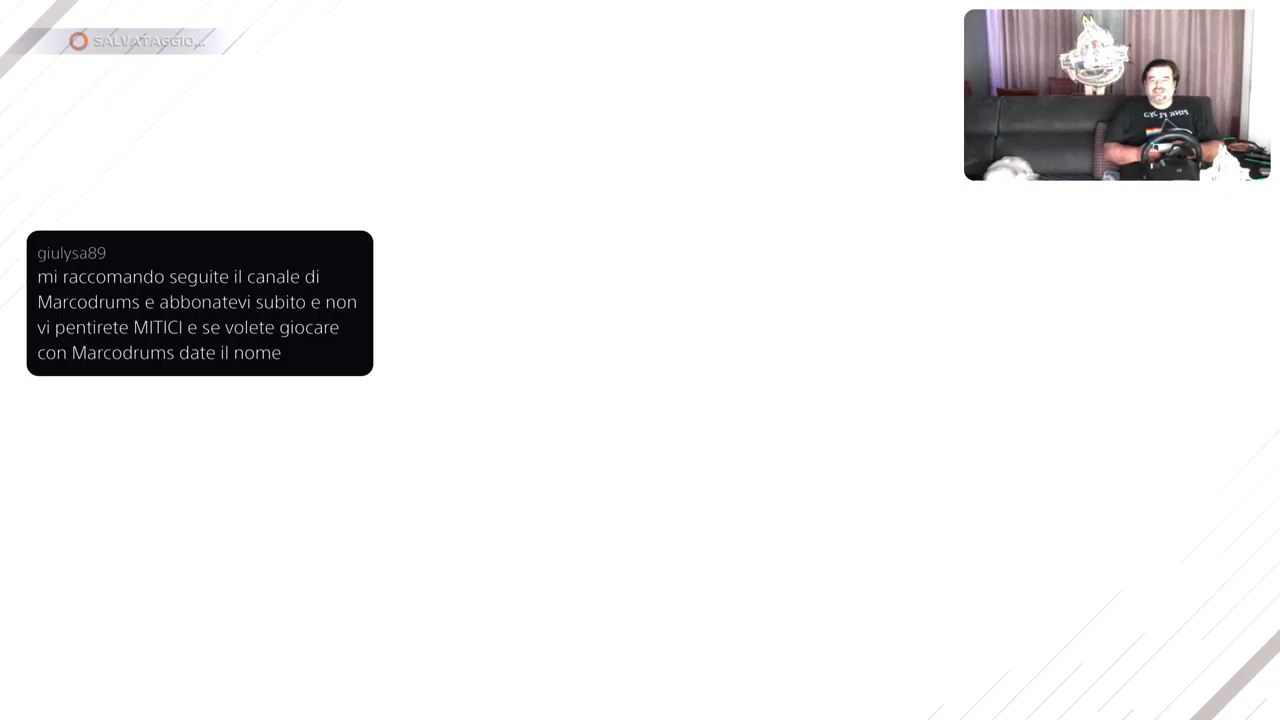 SALVATAGGIO...
giulysa89
mi raccomando seguite il canale di
Marcodrums e abbonatevi subito e non
vi pentirete MITICI e se volete giocare
con Marcodrums date il nome